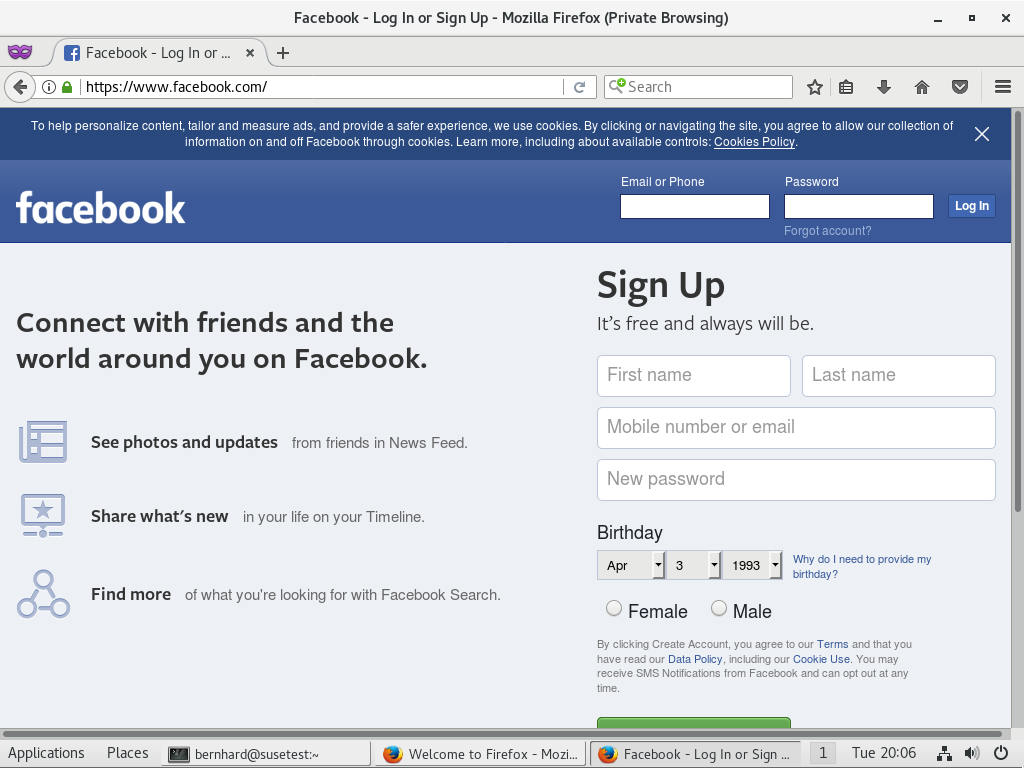 Facebook - Log In or Sign Up - Mozilla Firefox (Private Browsing)
Facebook - Log In or ...
https://www.facebook.com/
Search
To help personalize content, tailor and measure ads, and provide a safer experience, we use cookies. By clicking or navigating the site, you agree to allow our collection of
information on and off Facebook through cookies. Learn more, including about available controls: Cookies Policy.
facebook
Email or Phone
Password
Log In
Forgot account?
Connect with friends and the
world around you on Facebook.
See photos and updates from friends in News Feed.
Share what's new in your life on your Timeline.
Find more of what you're looking for with Facebook Search.
Sign Up
It's free and always will be.
First name
Last name
Mobile number or email
New password
Birthday
Apr 3 1993
Why do I need to provide my
birthday?
Female Male
By clicking Create Account, you agree to our Terms and that you
have read our Data Policy, including our Cookie Use. You may
receive SMS Notifications from Facebook and can opt out at any
time.
Applications Places bernhard@susetest:~ Welcome to Firefox - Mozi... Facebook - Log In or Sign ... 1 Tue 20:06